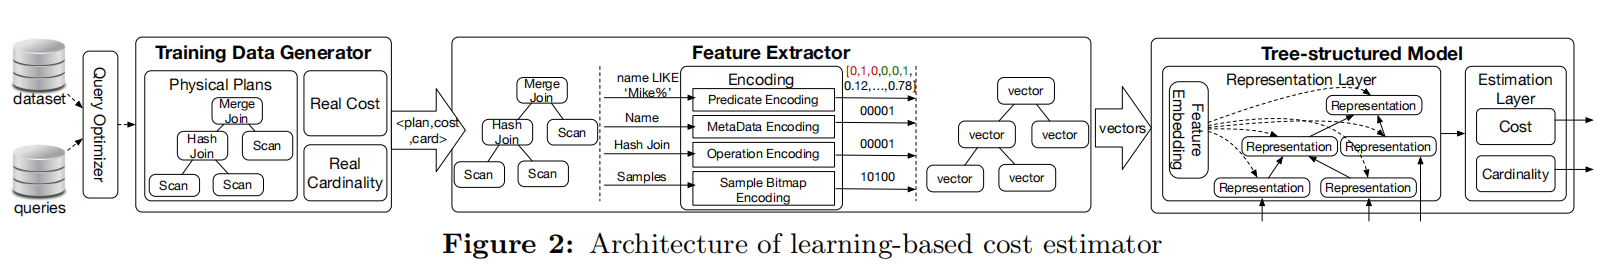 dataset
queries
Query Optimizer
Training Data Generator
Physical Plans
Merge
Join
Hash
Join
Scan
Scan
Scan
Real Cost
Real
Cardinality
<plan,cost
,card>
Feature Extractor
Merge
Join
Hash
Join
Scan
Scan
Scan
name LIKE
‘Mike%’
Name
Hash Join
Samples
Encoding
Predicate Encoding
MetaData Encoding
Operation Encoding
Sample Bitmap
Encoding
[0,1,0,0,0,1,
0.12,...,0.78]
00001
00001
10100
vector
vector
vector
vector
vector
vectors
Tree-structured Model
Representation Layer
Feature
Embedding
Representation
Representation
Representation
Representation
Representation
Estimation
Layer
Cost
Cardinality
Figure 2: Architecture of learning-based cost estimator